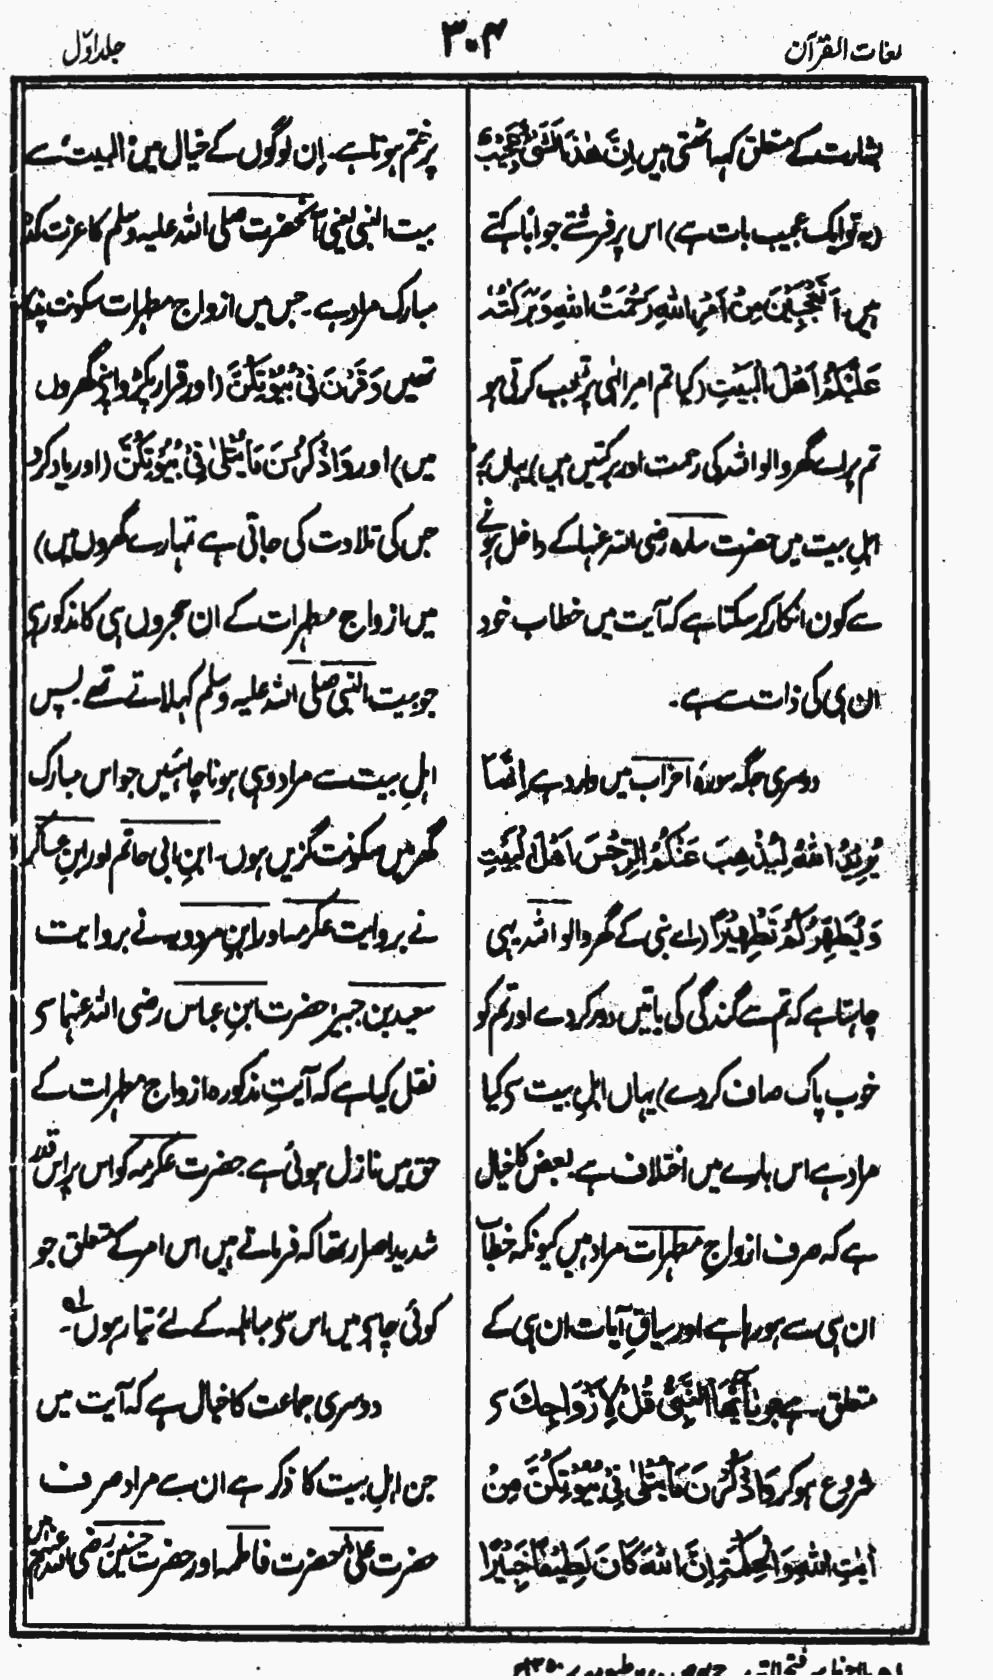 لغات القرآن
۳۰۴
جلد اوّل
بشارت کے متعلق کہہ اٹھتی ہیں اِنَّ هٰذَا لَشَیْءٌ عَجِیْبٌ
(یہ تو ایک عجیب بات ہے) اس پر فرشتے جوابًا کہتے
ہیں۔ اَتَعْجَبِیْنَ مِنْ اَمْرِ اللّٰهِ رَحْمَتُ اللّٰهِ وَبَرَكٰتُهٗ
عَلَیْكُمْ اَهْلَ الْبَیْتِ (کیا تم امر الٰہی پر تعجب کرتی ہو
تم پر اے گھر والو اللہ کی رحمت اور برکتیں ہیں) یہاں پر
اہلِ بیت میں حضرت سارہ رضی اللہ عنہا کے داخل ہونے
سے کون انکار کر سکتا ہے کہ آیت میں خطاب خود
ان ہی کی ذات سے ہے۔
دوسری جگہ سورۂ احزاب میں وارد ہے اِنَّمَا
یُرِیْدُ اللّٰهُ لِیُذْهِبَ عَنْكُمُ الرِّجْسَ اَهْلَ الْبَیْتِ
وَیُطَهِّرَكُمْ تَطْهِیْرًا (اے نبی کے گھر والو اللہ یہی
چاہتا ہے کہ تم سے گندگی کی باتیں دور کر دے اور تم کو
خوب پاک صاف کر دے) یہاں اہلِ بیت سے کیا
مراد ہے اس بارے میں اختلاف ہے۔ بعض کا خیال
ہے کہ صرف ازواجِ مطہرات مراد ہیں کیونکہ خطاب
ان ہی سے ہو رہا ہے اور سیاقِ آیات ان ہی کے
متعلق ہے جو یٰۤاَیُّهَا النَّبِیُّ قُلْ لِّاَزْوَاجِكَ سے
شروع ہو کر وَاذْكُرْنَ مَا یُتْلٰی فِیْ بُیُوْتِكُنَّ مِنْ
اٰیٰتِ اللّٰهِ وَالْحِكْمَةِ اِنَّ اللّٰهَ كَانَ لَطِیْفًا خَبِیْرًا
پر ختم ہوتا ہے۔ اِن لوگوں کے خیال میں البیت سے
بیت النبی یعنی آنحضرت صلی اللہ علیہ وسلم کا عزت کدہ
مبارک مراد ہے۔ جس میں ازواج مطہرات سکونت پذیر
تھیں وَقَرْنَ فِیْ بُیُوْتِكُنَّ (اور قرار پکڑو اپنے گھروں
میں) اور وَاذْكُرْنَ مَا یُتْلٰی فِیْ بُیُوْتِكُنَّ (اور یاد کرو
جس کی تلاوت کی جاتی ہے تمہارے گھروں میں)
میں ازواج مطہرات کے ان حجروں ہی کا مذکور ہے
جو بیت النبی صلی اللہ علیہ وسلم کہلاتے تھے پس
اہلِ بیت سے مراد وہی ہونا چاہئیں جو اس مبارک
گھر میں سکونت گزیں ہوں۔ ابنِ ابی حاتم اور ابنِ عساکر
نے بروایت عکرمہ اور ابنِ مردویہ نے بروایت
سعید بن جبیر حضرت ابنِ عباس رضی اللہ عنہما سے
نقل کیا ہے کہ آیتِ مذکورہ ازواج مطہرات کے
حق میں نازل ہوئی ہے۔ حضرت عکرمہ کو اس پر اس قدر
شدید اصرار تھا کہ فرماتے ہیں اس امر کے متعلق جو
کوئی چاہے میں اس سے مباہلہ کے لئے تیار ہوں۔ لہ
دوسری جماعت کا خیال ہے کہ آیت میں
جن اہلِ بیت کا ذکر ہے ان سے مراد صرف
حضرت علی حضرت فاطمہ اور حضرت حسنین رضی اللہ عنہم ہیں